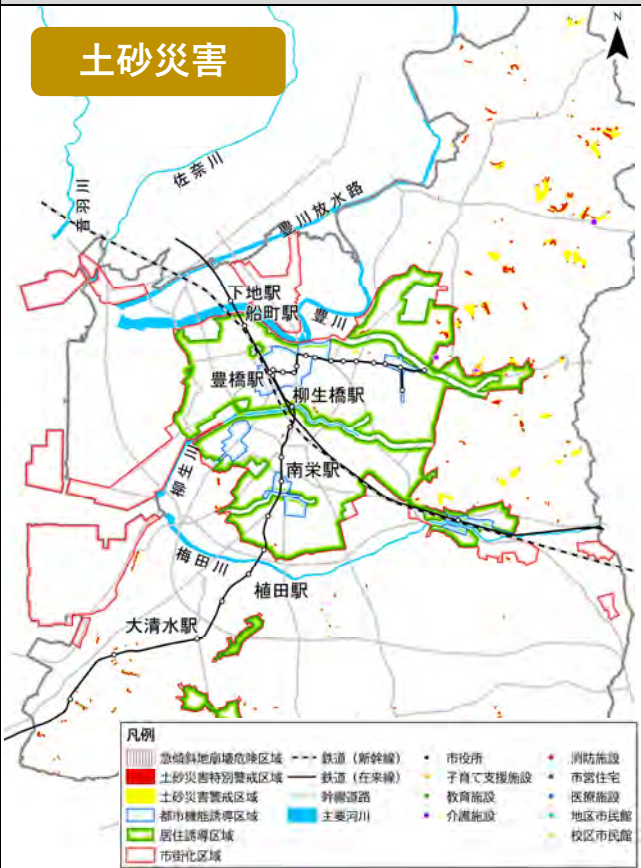 土砂災害
N
佐奈川
音羽川
豊川放水路
下地駅
船町駅
豊川
豊橋駅
柳生橋駅
南栄駅
柳生川
梅田川
植田駅
大清水駅
凡例
急傾斜地崩壊危険区域
土砂災害特別警戒区域
土砂災害警戒区域
都市機能誘導区域
居住誘導区域
市街化区域
鉄道（新幹線）
鉄道（在来線）
幹線道路
主要河川
市役所
子育て支援施設
教育施設
介護施設
消防施設
市営住宅
医療施設
地区市民館
校区市民館